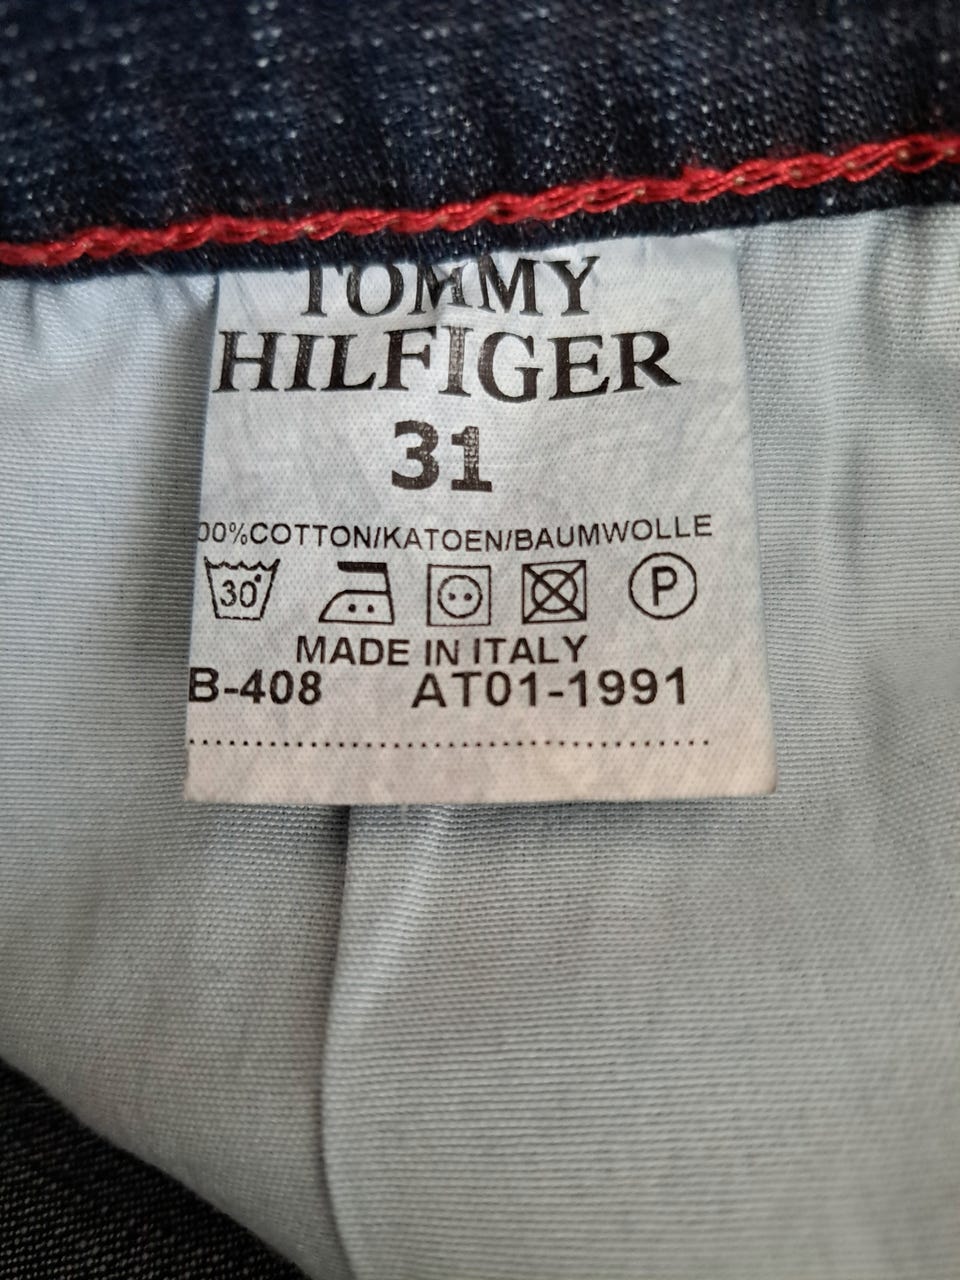 TOMMY
HILFIGER
31
00%COTTON/KATOEN/BAUMWOLLE
30° P
MADE IN ITALY
B-408 AT01-1991